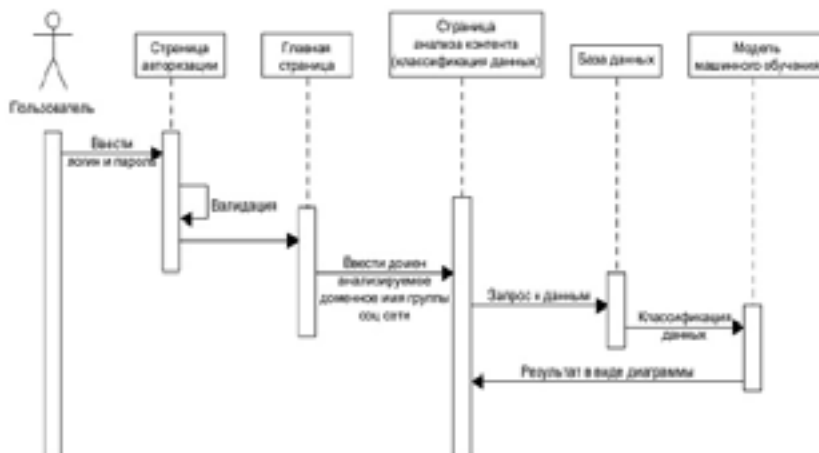 Страница
авторизации
Главная
страница
Страница
анализа контента
(классификация данных)
База данных
Модель
машинного обучения
Пользователь
Ввести
логин и пароль
Валидация
Ввести домен
анализируемое
доменное имя группы
соц сети
Запрос к данным
Классификация
данных
Результат в виде диаграммы